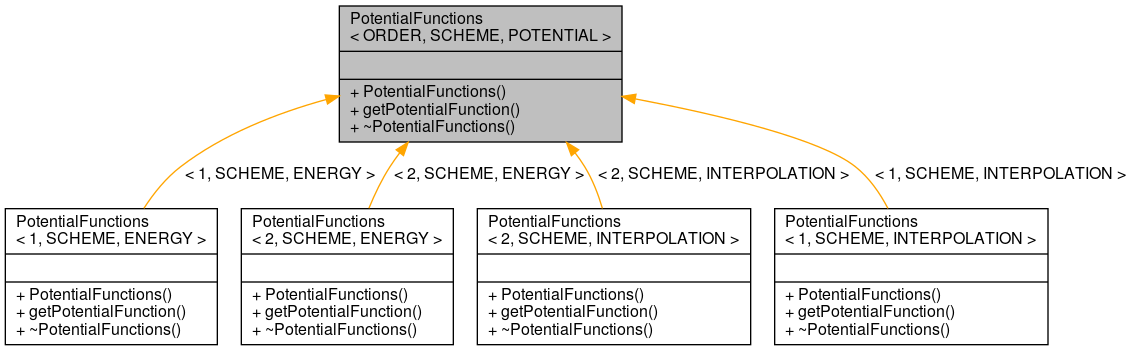 PotentialFunctions
< ORDER, SCHEME, POTENTIAL >
+ PotentialFunctions()
+ getPotentialFunction()
+ ~PotentialFunctions()
< 1, SCHEME, ENERGY >
< 2, SCHEME, ENERGY >
< 2, SCHEME, INTERPOLATION >
< 1, SCHEME, INTERPOLATION >
PotentialFunctions
< 1, SCHEME, ENERGY >
+ PotentialFunctions()
+ getPotentialFunction()
+ ~PotentialFunctions()
PotentialFunctions
< 2, SCHEME, ENERGY >
+ PotentialFunctions()
+ getPotentialFunction()
+ ~PotentialFunctions()
PotentialFunctions
< 2, SCHEME, INTERPOLATION >
+ PotentialFunctions()
+ getPotentialFunction()
+ ~PotentialFunctions()
PotentialFunctions
< 1, SCHEME, INTERPOLATION >
+ PotentialFunctions()
+ getPotentialFunction()
+ ~PotentialFunctions()